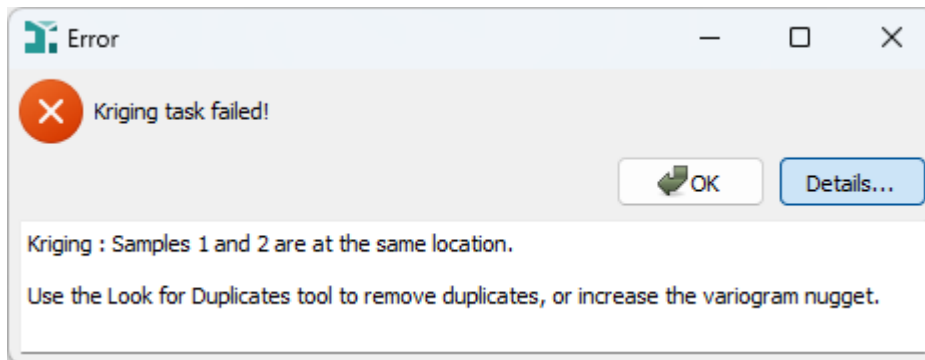 Error
Kriging task failed!
OK
Details...
Kriging : Samples 1 and 2 are at the same location.
Use the Look for Duplicates tool to remove duplicates, or increase the variogram nugget.